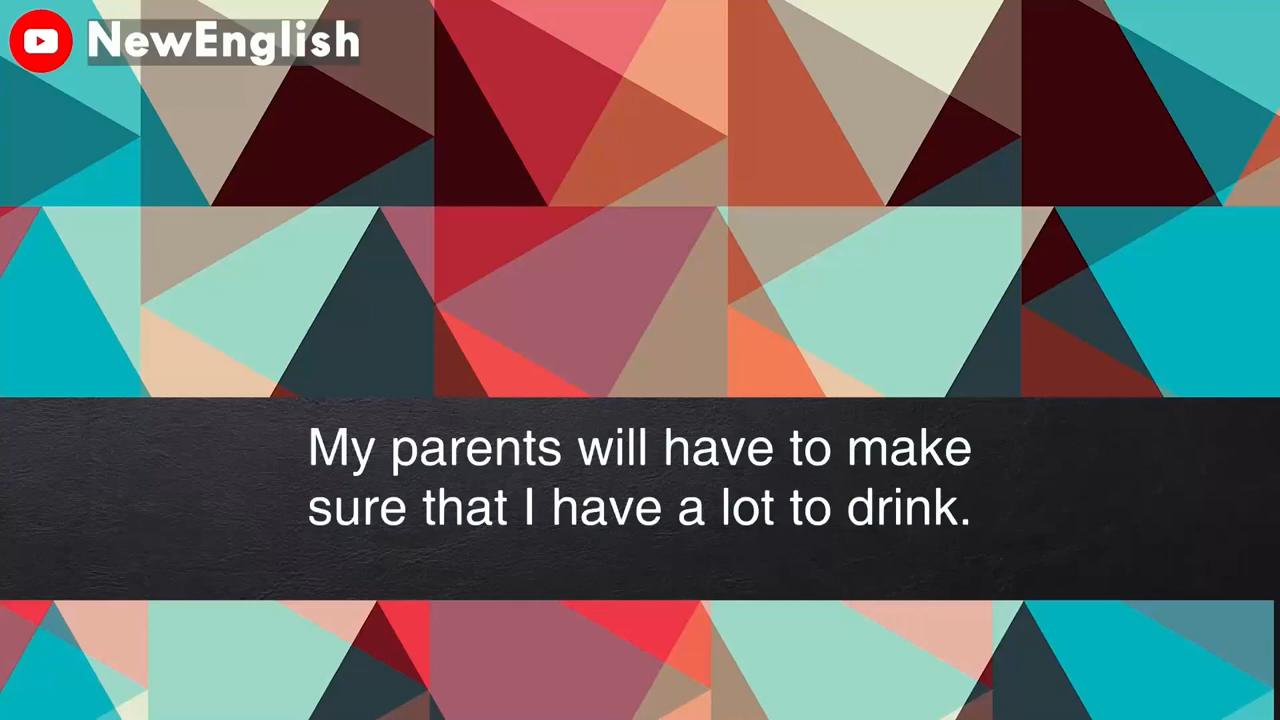 NewEnglish
My parents will have to make
sure that I have a lot to drink.